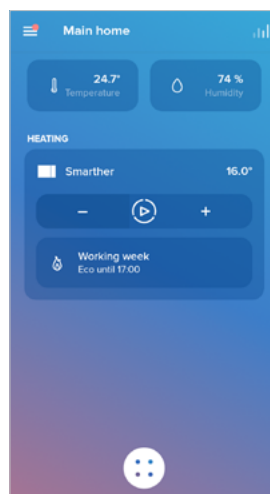 Main home
24.7°
Temperature
74 %
Humidity
HEATING
Smarther
16.0°
− +
Working week
Eco until 17:00